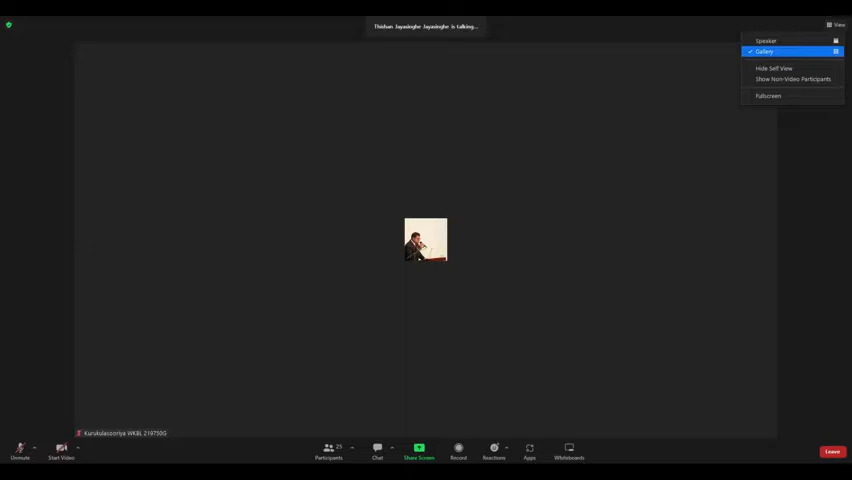 Thidsan Jayasinghe Jayasinghe is talking...
View
Speaker
Gallery
Hide Self View
Show Non-Video Participants
Fullscreen
Kurukulasooriya WKBL 219750G
25
Unmute
Start Video
Participants
Chat
Share Screen
Record
Reactions
Apps
Whiteboards
Leave